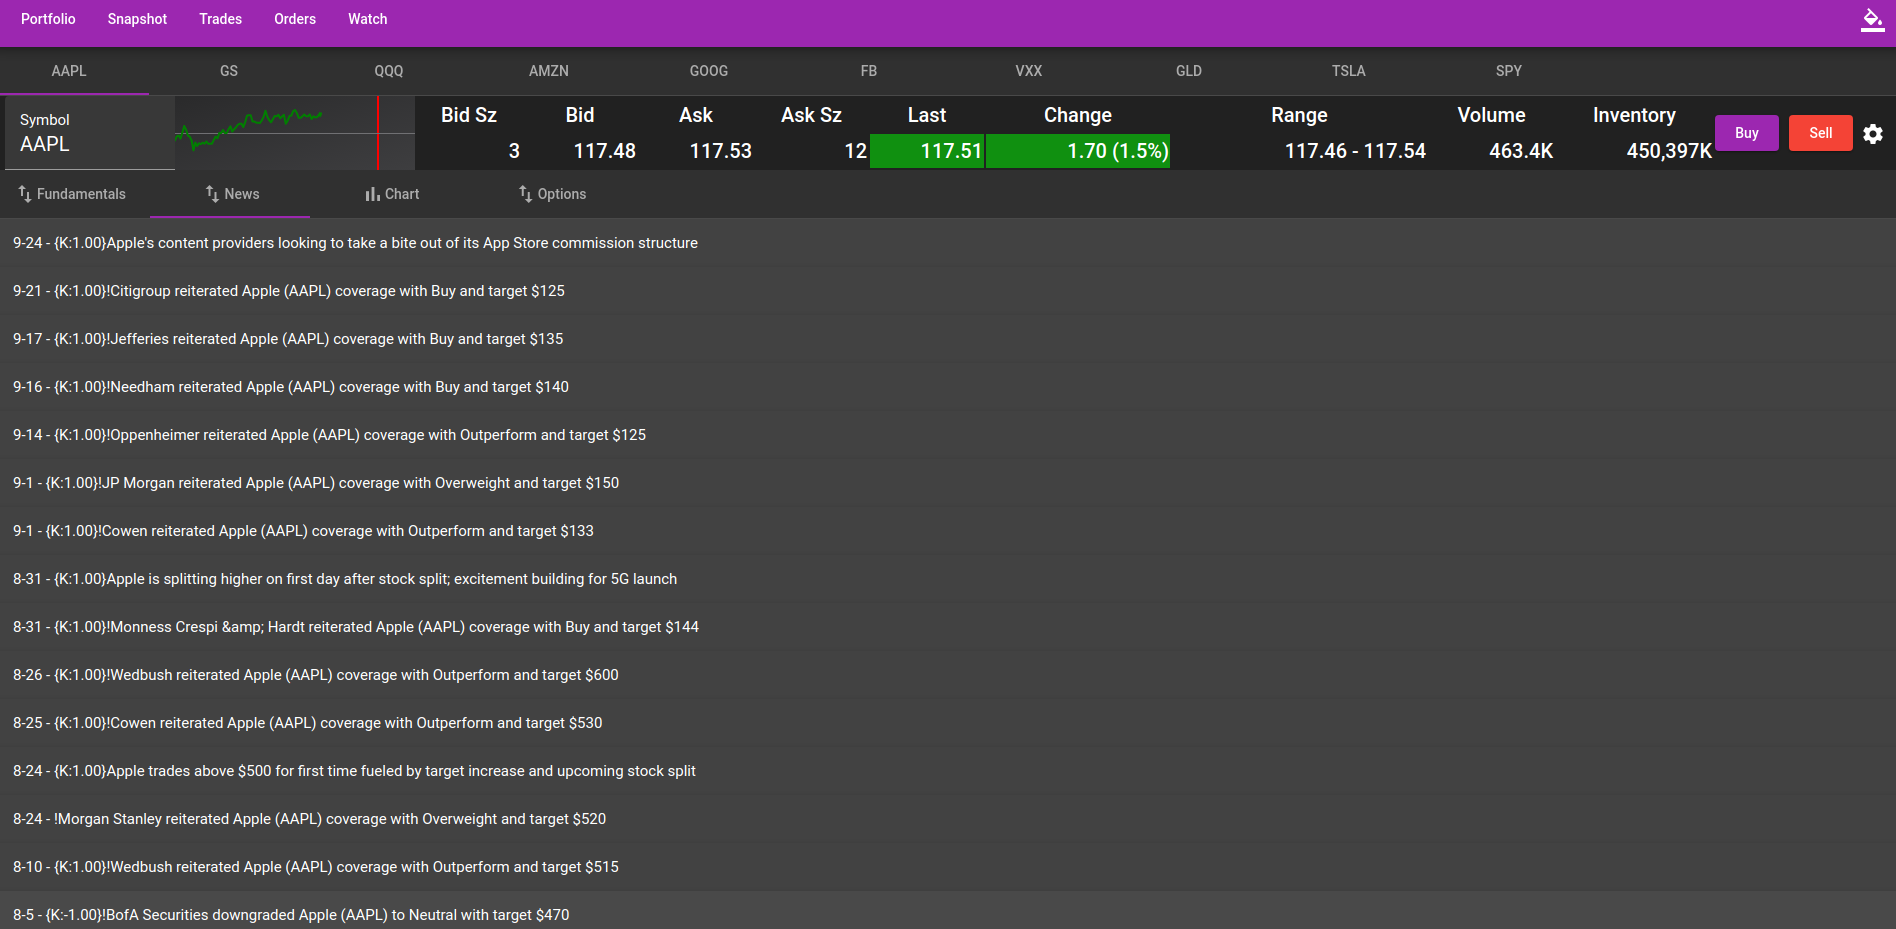 Portfolio Snapshot Trades Orders Watch
AAPL GS QQQ AMZN GOOG FB VXX GLD TSLA SPY
Symbol
AAPL
Bid Sz Bid Ask Ask Sz Last Change Range Volume Inventory
3 117.48 117.53 12 117.51 1.70 (1.5%) 117.46 - 117.54 463.4K 450,397K
Buy Sell
Fundamentals News Chart Options
9-24 - {K:1.00}Apple's content providers looking to take a bite out of its App Store commission structure
9-21 - {K:1.00}!Citigroup reiterated Apple (AAPL) coverage with Buy and target $125
9-17 - {K:1.00}!Jefferies reiterated Apple (AAPL) coverage with Buy and target $135
9-16 - {K:1.00}!Needham reiterated Apple (AAPL) coverage with Buy and target $140
9-14 - {K:1.00}!Oppenheimer reiterated Apple (AAPL) coverage with Outperform and target $125
9-1 - {K:1.00}!JP Morgan reiterated Apple (AAPL) coverage with Overweight and target $150
9-1 - {K:1.00}!Cowen reiterated Apple (AAPL) coverage with Outperform and target $133
8-31 - {K:1.00}Apple is splitting higher on first day after stock split; excitement building for 5G launch
8-31 - {K:1.00}!Monness Crespi &amp; Hardt reiterated Apple (AAPL) coverage with Buy and target $144
8-26 - {K:1.00}!Wedbush reiterated Apple (AAPL) coverage with Outperform and target $600
8-25 - {K:1.00}!Cowen reiterated Apple (AAPL) coverage with Outperform and target $530
8-24 - {K:1.00}Apple trades above $500 for first time fueled by target increase and upcoming stock split
8-24 - !Morgan Stanley reiterated Apple (AAPL) coverage with Overweight and target $520
8-10 - {K:1.00}!Wedbush reiterated Apple (AAPL) coverage with Outperform and target $515
8-5 - {K:-1.00}!BofA Securities downgraded Apple (AAPL) to Neutral with target $470